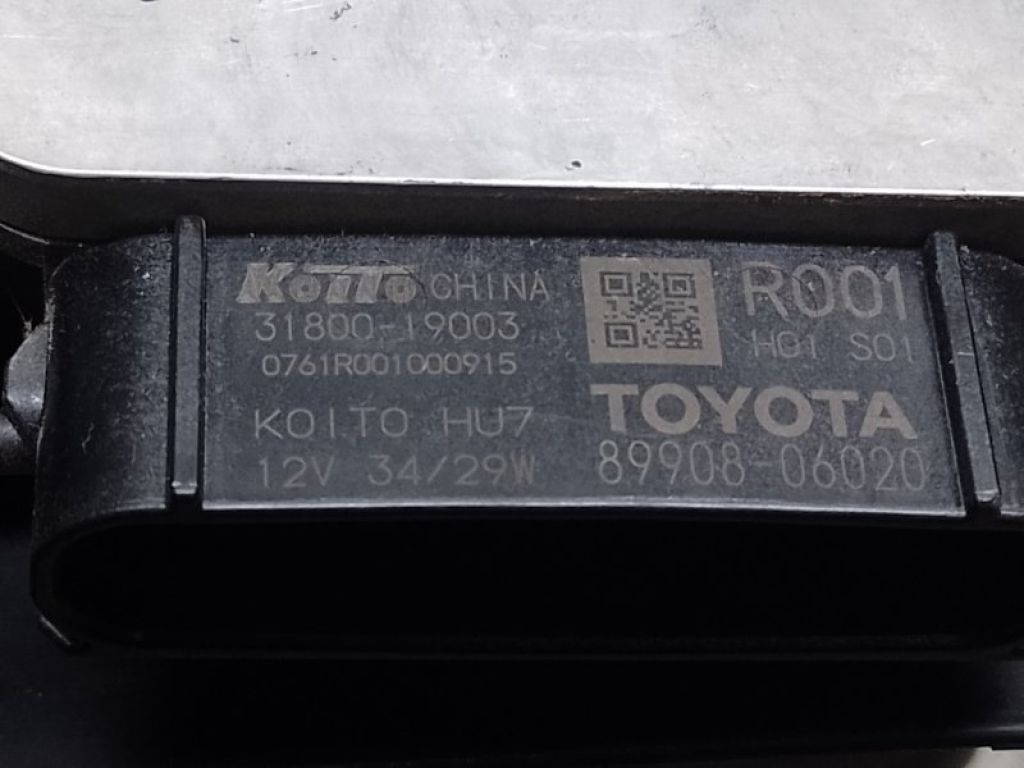 KOITO CHINA
31800-19003
0761R001000915
KOITO HU7
12V 34/29W
R001
H01 S01
TOYOTA
89908-06020